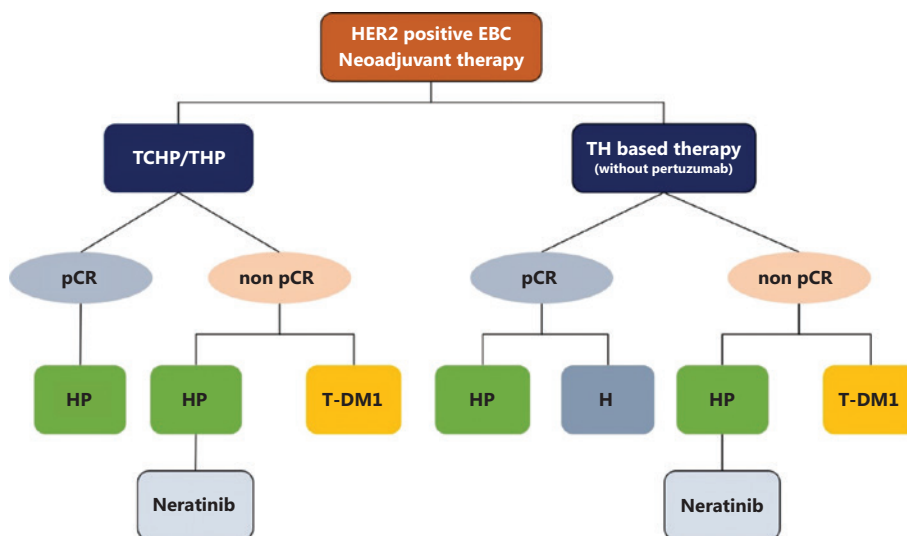 HER2 positive EBC
Neoadjuvant therapy
TCHP/THP
TH based therapy
(without pertuzumab)
pCR
non pCR
pCR
non pCR
HP
HP
T-DM1
HP
H
HP
T-DM1
Neratinib
Neratinib